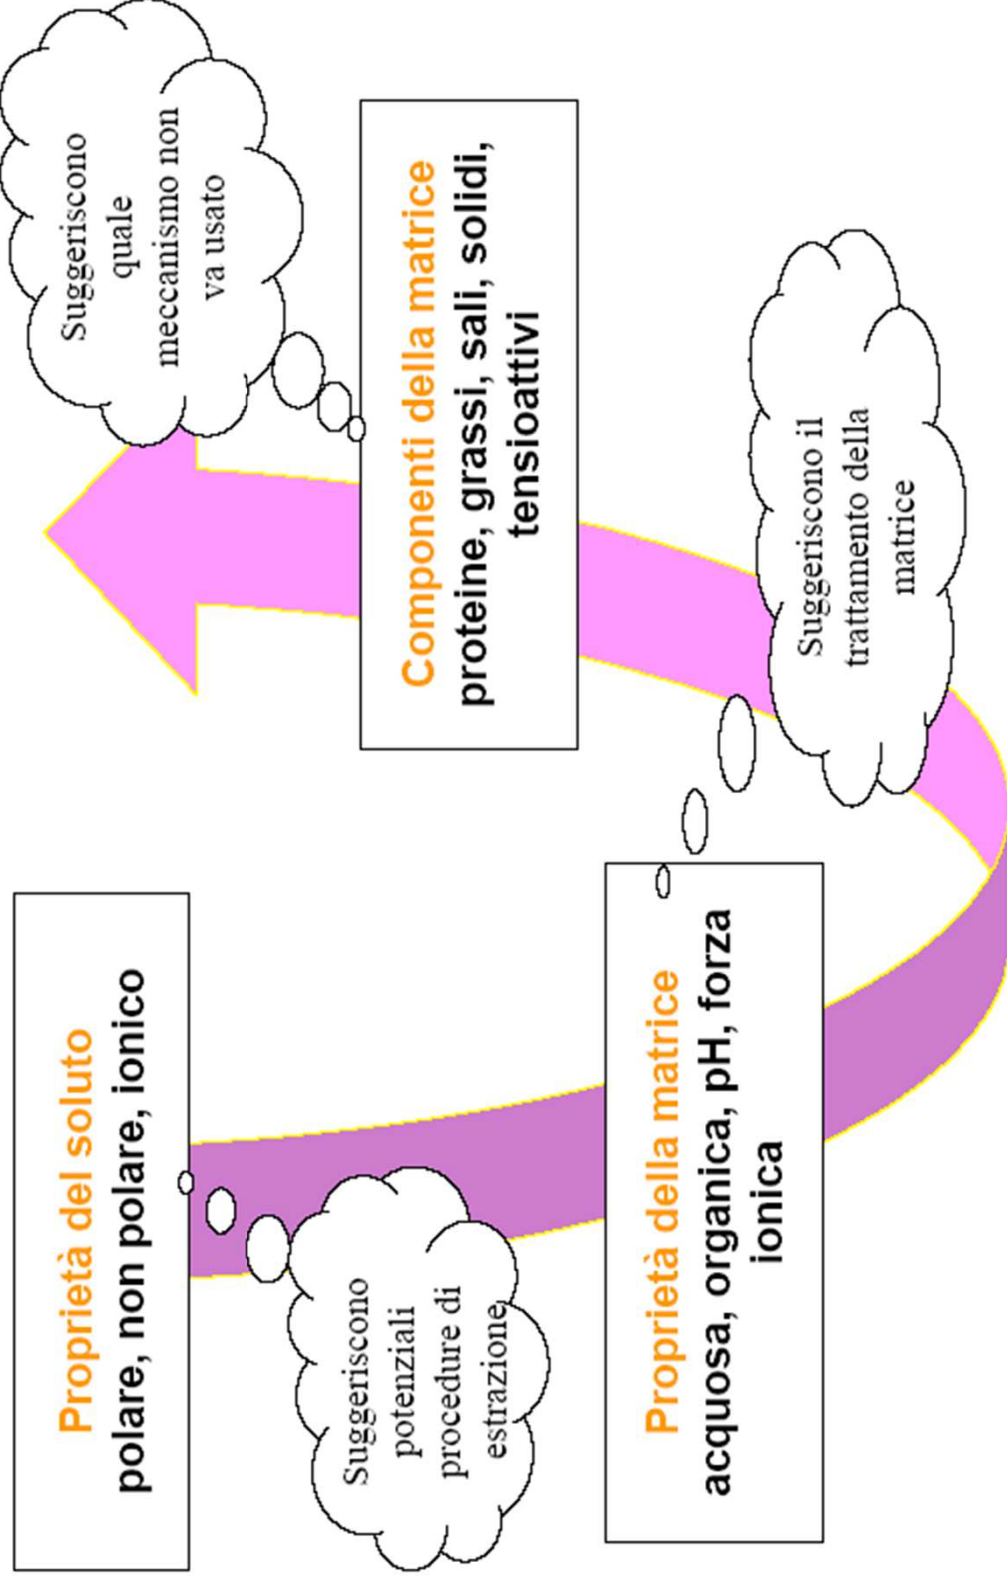 Proprietà del soluto
polare, non polare, ionico
Suggeriscono
potenziali
procedure di
estrazione
Proprietà della matrice
acquosa, organica, pH, forza
ionica
Suggeriscono il
trattamento della
matrice
Componenti della matrice
proteine, grassi, sali, solidi,
tensioattivi
Suggeriscono
quale
meccanismo non
va usato